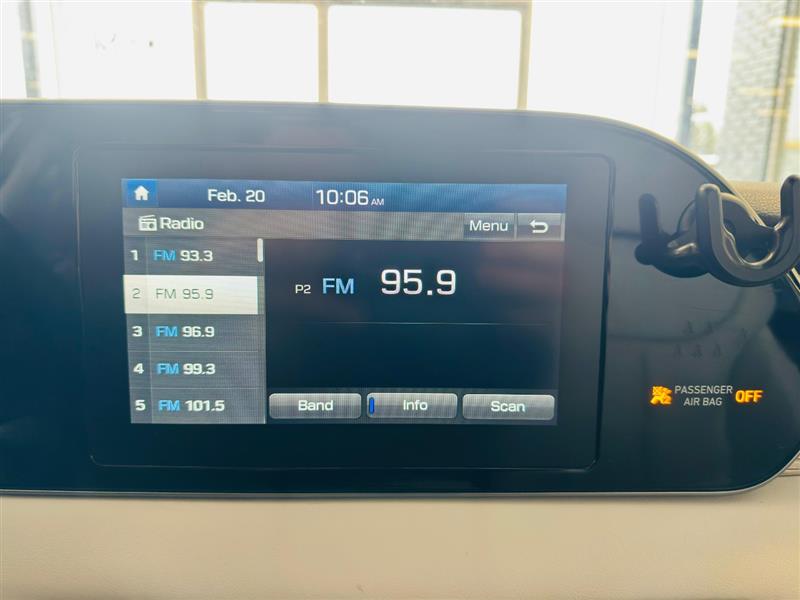 Feb. 20 10:06 AM
Radio Menu
1 FM 93.3
2 FM 95.9
3 FM 96.9
4 FM 99.3
5 FM 101.5
P2 FM 95.9
Band Info Scan
PASSENGER
AIR BAG OFF